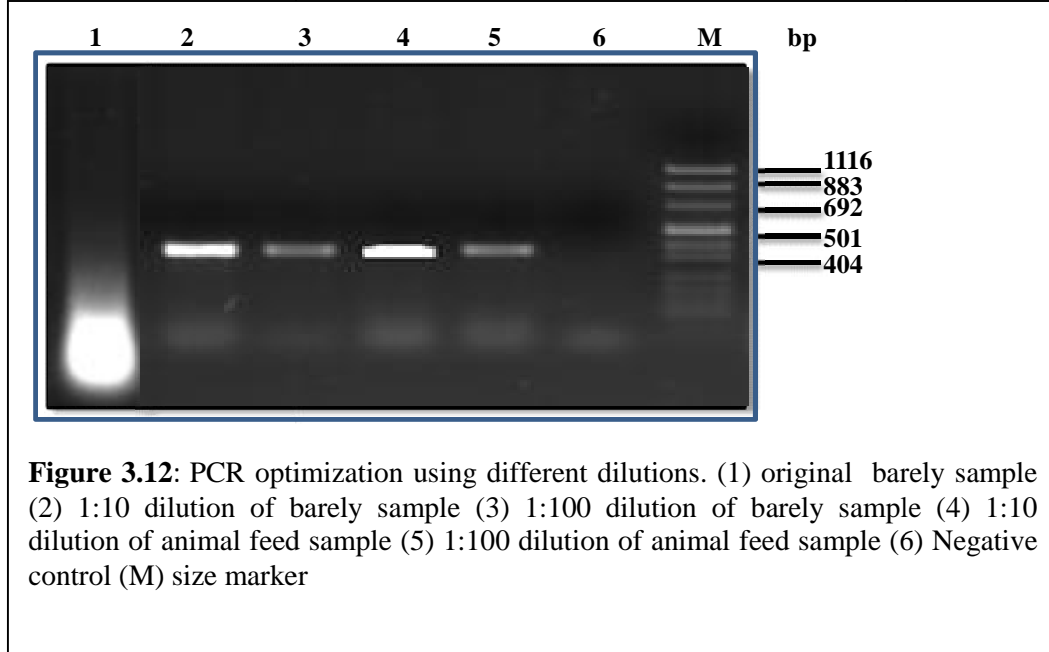 1 2 3 4 5 6 M bp
1116
883
692
501
404
Figure 3.12: PCR optimization using different dilutions. (1) original barely sample
(2) 1:10 dilution of barely sample (3) 1:100 dilution of barely sample (4) 1:10
dilution of animal feed sample (5) 1:100 dilution of animal feed sample (6) Negative
control (M) size marker